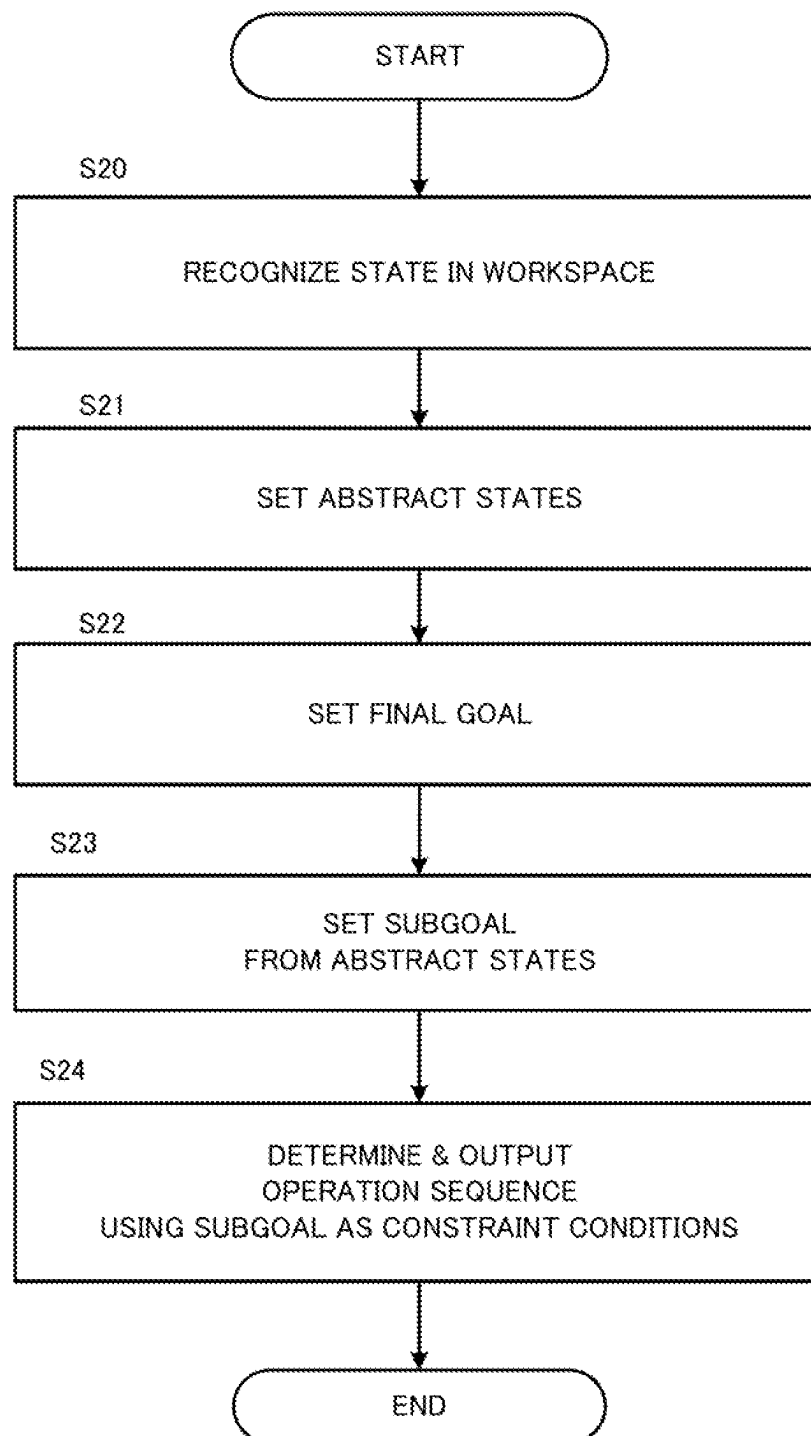 START
S20
RECOGNIZE STATE IN WORKSPACE
S21
SET ABSTRACT STATES
S22
SET FINAL GOAL
S23
SET SUBGOAL
FROM ABSTRACT STATES
S24
DETERMINE & OUTPUT
OPERATION SEQUENCE
USING SUBGOAL AS CONSTRAINT CONDITIONS
END